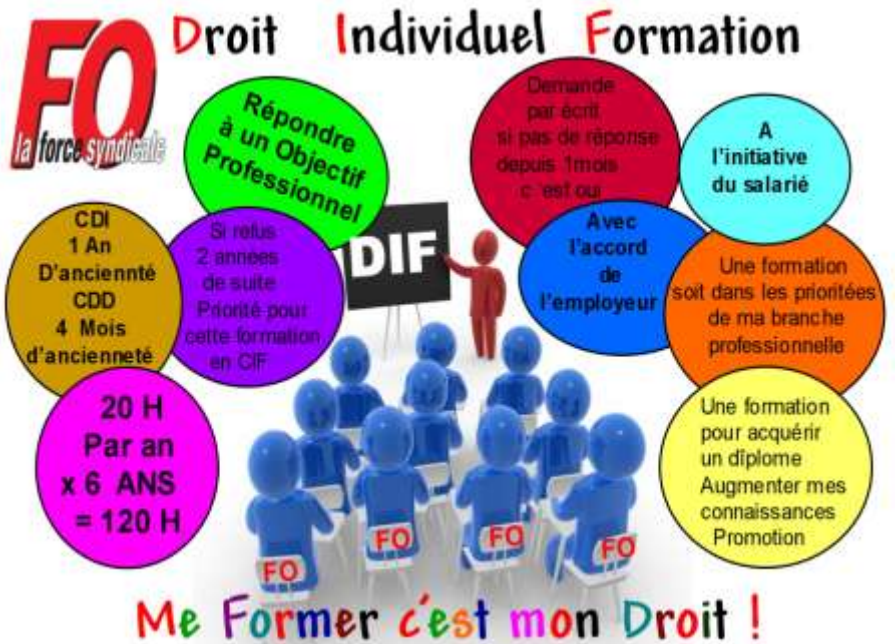 FO
la force syndicale
Droit Individuel Formation
Répondre
à un Objectif
Professionnel
Demande
par écrit
si pas de réponse
depuis 1mois
c 'est oui
A
l'initiative
du salarié
CDI
1 An
D'anciennté
CDD
4 Mois
d'ancienneté
Si refus
2 années
de suite
Priorité pour
cette formation
en CIF
DIF
Avec
l'accord
de
l'employeur
Une formation
soit dans les prioritées
de ma branche
professionnelle
20 H
Par an
x 6 ANS
= 120 H
Une formation
pour acquérir
un dîplome
Augmenter mes
connaissances
Promotion
FO
FO
FO
FO
Me Former c'est mon Droit !